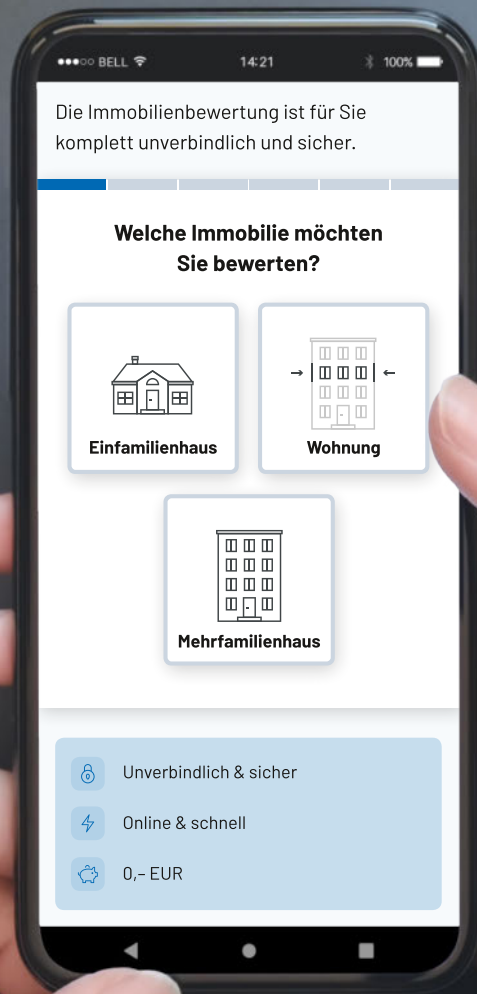 BELL 14:21 100%
Die Immobilienbewertung ist für Sie
komplett unverbindlich und sicher.
Welche Immobilie möchten
Sie bewerten?
Einfamilienhaus
Wohnung
Mehrfamilienhaus
Unverbindlich & sicher
Online & schnell
0,– EUR